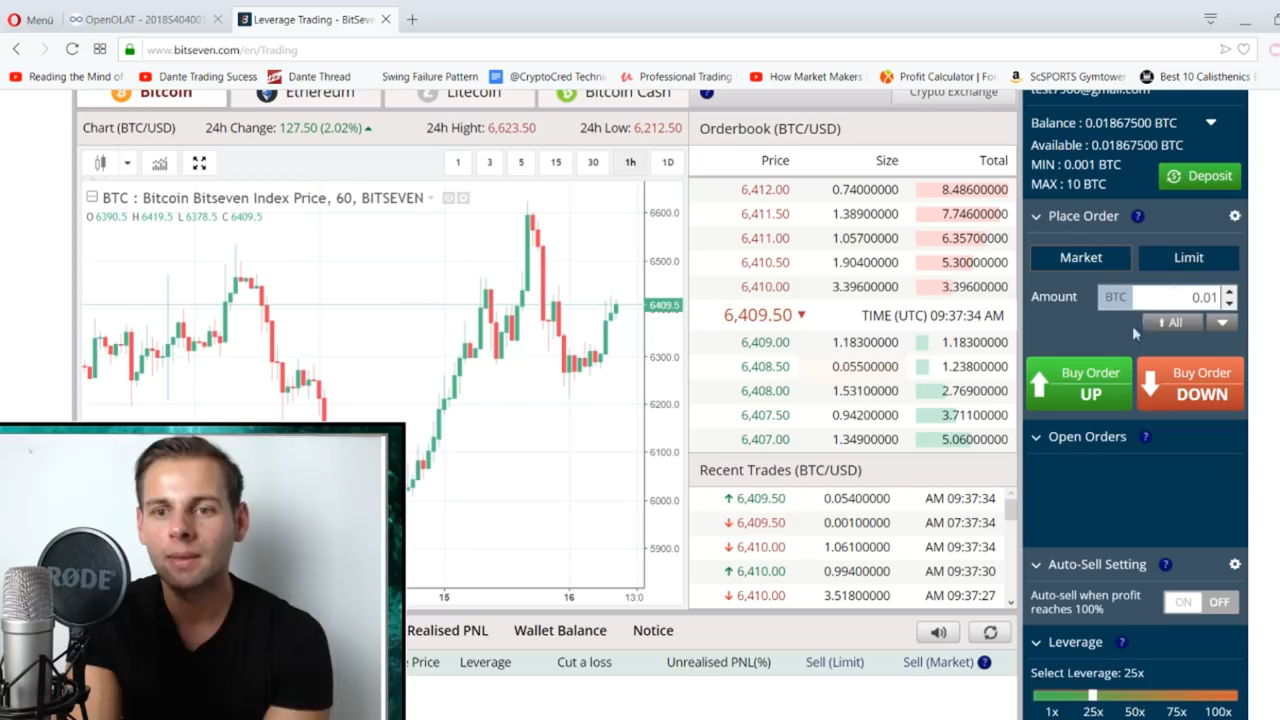 Menü
OpenOLAT - 2018S404001
Leverage Trading - BitSeve
www.bitseven.com/en/Trading
Reading the Mind of
Dante Trading Sucess
Dante Thread
Swing Failure Pattern
@CryptoCred Techni
Professional Trading
How Market Makers
Profit Calculator | For
ScSPORTS Gymtower
Best 10 Calisthenics E
Bitcoin
Ethereum
Litecoin
Bitcoin Cash
Crypto Exchange
Chart (BTC/USD)
24h Change: 127.50 (2.02%)
24h Hight: 6,623.50
24h Low: 6,212.50
1 3 5 15 30 1h 1D
BTC : Bitcoin Bitseven Index Price, 60, BITSEVEN
O 6390.5 H 6419.5 L 6378.5 C 6409.5
6600.0
6500.0
6409.5
6300.0
6200.0
6100.0
6000.0
5900.0
15 16 13:0
Orderbook (BTC/USD)
Price Size Total
6,412.00 0.74000000 8.48600000
6,411.50 1.38900000 7.74600000
6,411.00 1.05700000 6.35700000
6,410.50 1.90400000 5.30000000
6,410.00 3.39600000 3.39600000
6,409.50 TIME (UTC) 09:37:34 AM
6,409.00 1.18300000 1.18300000
6,408.50 0.05500000 1.23800000
6,408.00 1.53100000 2.76900000
6,407.50 0.94200000 3.71100000
6,407.00 1.34900000 5.06000000
Recent Trades (BTC/USD)
6,409.50 0.05400000 AM 09:37:34
6,409.50 0.00100000 AM 07:37:34
6,410.00 1.06100000 AM 09:37:34
6,410.00 0.99400000 AM 09:37:30
6,410.00 3.51800000 AM 09:37:27
Realised PNL
Wallet Balance
Notice
Price
Leverage
Cut a loss
Unrealised PNL(%)
Sell (Limit)
Sell (Market)
Balance : 0.01867500 BTC
Available : 0.01867500 BTC
MIN : 0.001 BTC
MAX : 10 BTC
Deposit
Place Order
Market
Limit
Amount
BTC
0.01
All
Buy Order
UP
Buy Order
DOWN
Open Orders
Auto-Sell Setting
Auto-sell when profit
reaches 100%
ON OFF
Leverage
Select Leverage: 25x
1x 25x 50x 75x 100x
RØDE